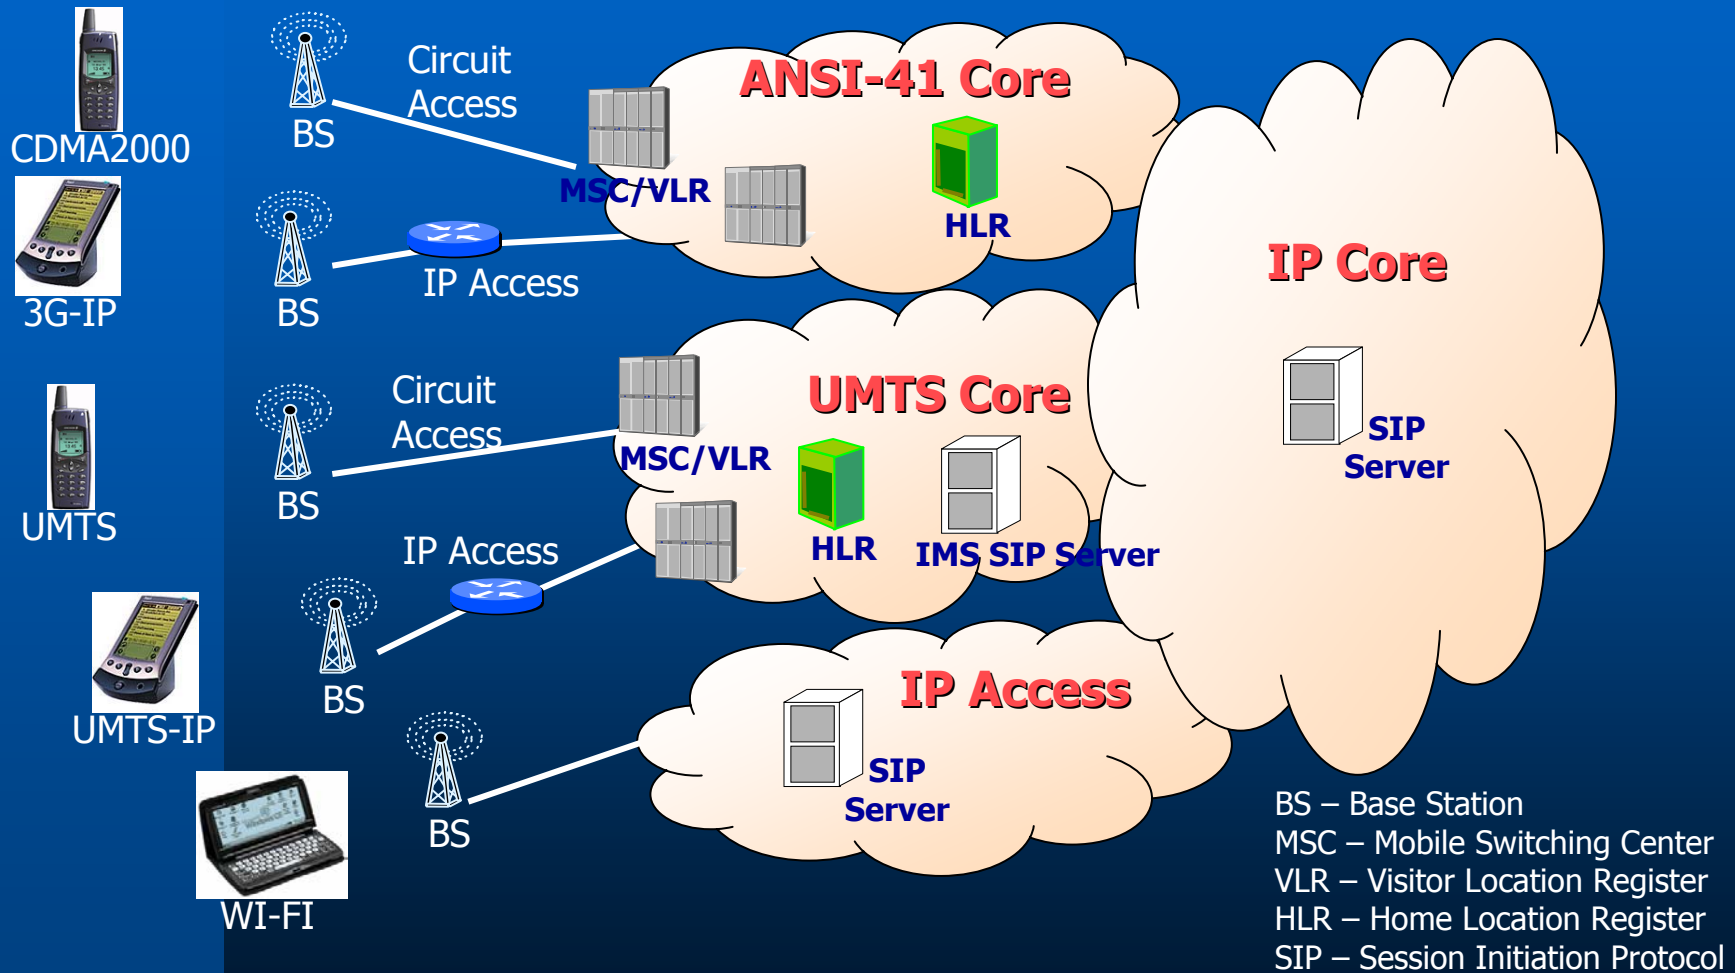 CDMA2000
BS
Circuit
Access
ANSI-41 Core
MSC/VLR
HLR
3G-IP
BS
IP Access
IP Core
SIP
Server
UMTS
BS
Circuit
Access
UMTS Core
MSC/VLR
HLR
IMS SIP Server
UMTS-IP
BS
IP Access
WI-FI
BS
IP Access
SIP
Server
BS – Base Station
MSC – Mobile Switching Center
VLR – Visitor Location Register
HLR – Home Location Register
SIP – Session Initiation Protocol